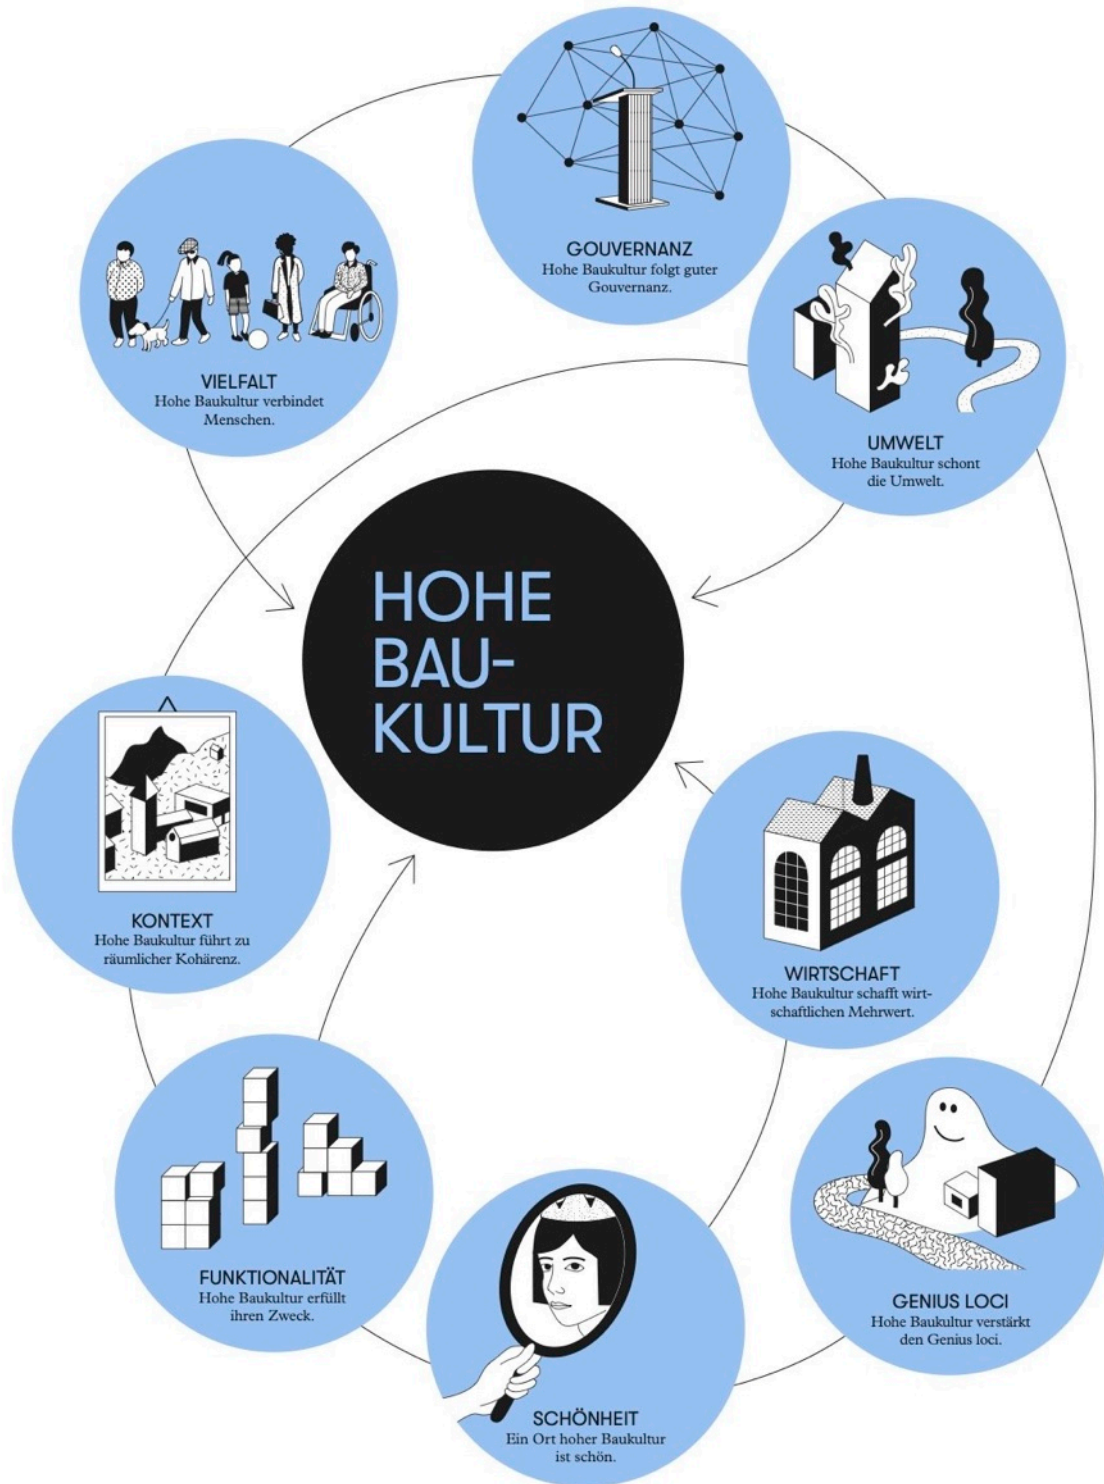 GOUVERNANZ
Hohe Baukultur folgt guter
Gouvernanz.
VIELFALT
Hohe Baukultur verbindet
Menschen.
UMWELT
Hohe Baukultur schont
die Umwelt.
HOHE
BAU-
KULTUR
KONTEXT
Hohe Baukultur führt zu
räumlicher Kohärenz.
WIRTSCHAFT
Hohe Baukultur schafft wirt-
schaftlichen Mehrwert.
FUNKTIONALITÄT
Hohe Baukultur erfüllt
ihren Zweck.
GENIUS LOCI
Hohe Baukultur verstärkt
den Genius loci.
SCHÖNHEIT
Ein Ort hoher Baukultur
ist schön.